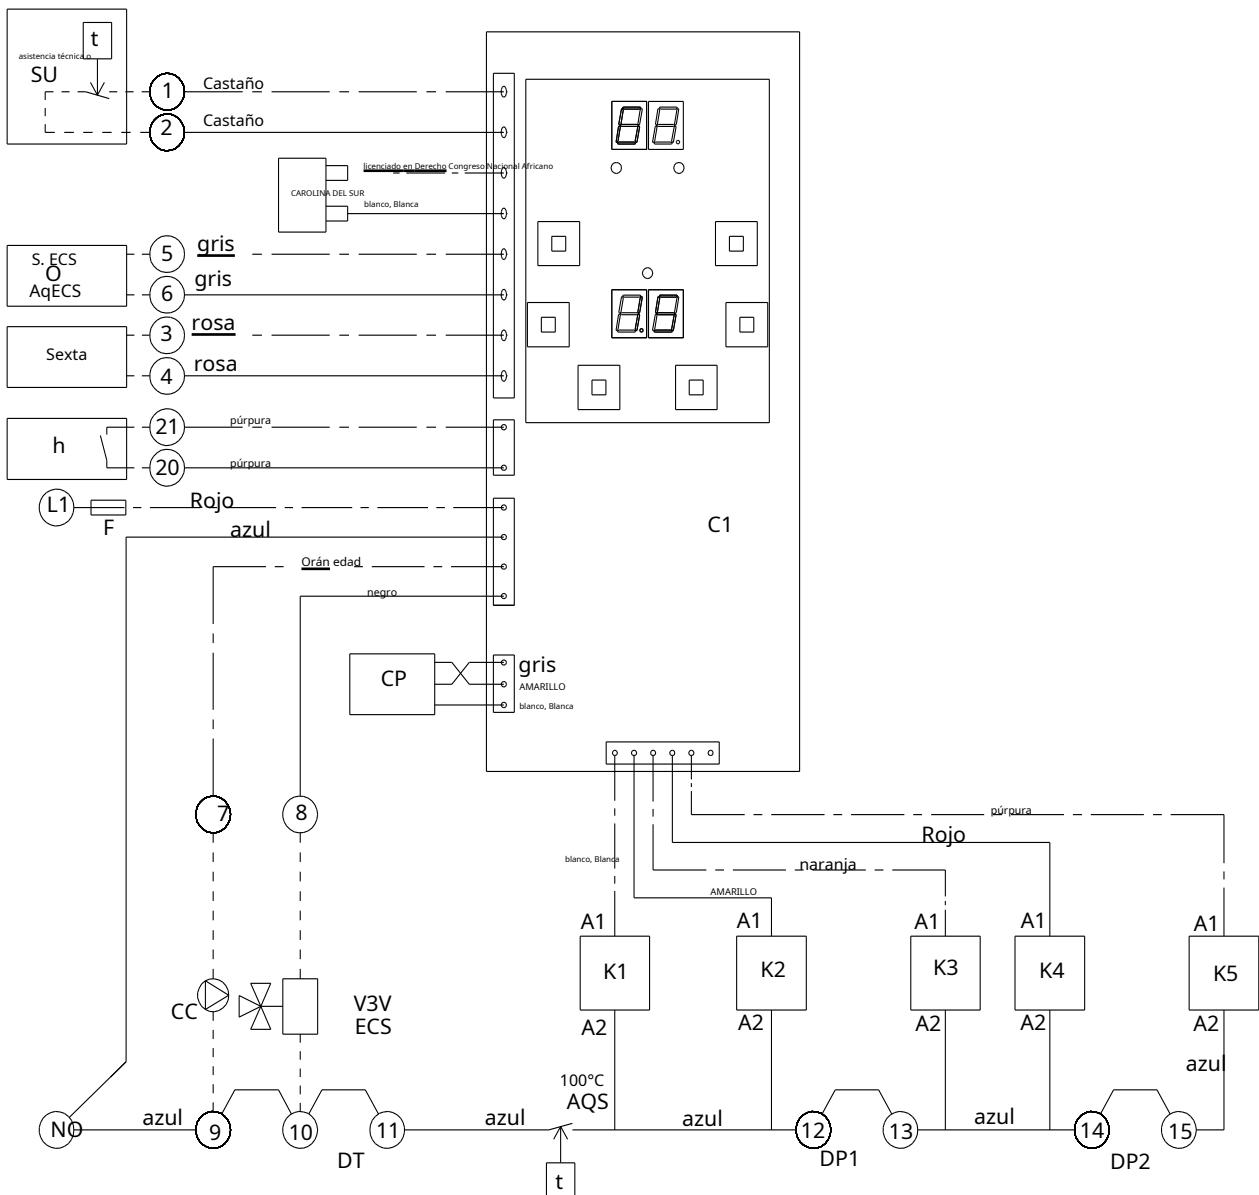 t
asistencia técnica o
SU
1
Castaño
2
Castaño
licenciado en Derecho Congreso Nacional Africano
CAROLINA DEL SUR
blanco, Blanca
S. ECS
O
AqECS
5
gris
6
gris
Sexta
3
rosa
4
rosa
h
21
púrpura
20
púrpura
L1
F
Rojo
azul
C1
Orán edad
negro
CP
gris
AMARILLO
blanco, Blanca
7
8
púrpura
Rojo
blanco, Blanca
naranja
AMARILLO
A1
A1
A1
A1
A1
K1
K2
K3
K4
K5
CC
V3V
ECS
A2
A2
A2
A2
A2
azul
100°C
AQS
NO
azul
9
10
11
azul
azul
12
13
azul
14
15
DT
DP1
DP2
t